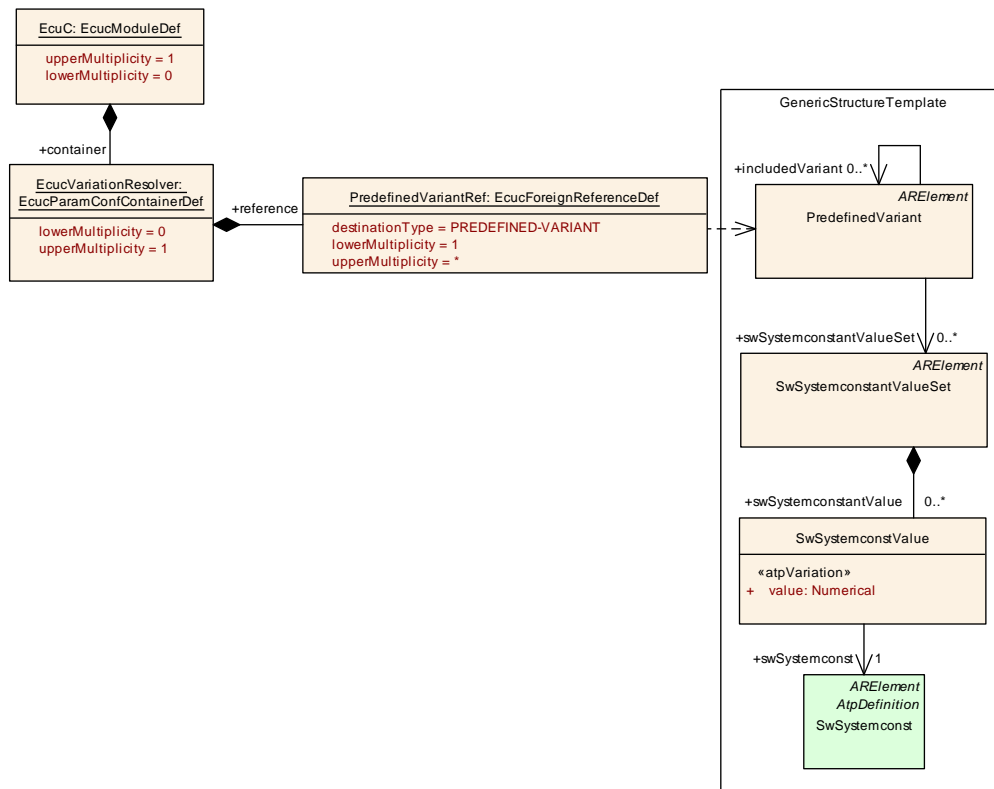 EcuC: EcucModuleDef
upperMultiplicity = 1
lowerMultiplicity = 0
+container
EcucVariationResolver:
EcucParamConfContainerDef
lowerMultiplicity = 0
upperMultiplicity = 1
+reference
PredefinedVariantRef: EcucForeignReferenceDef
destinationType = PREDEFINED-VARIANT
lowerMultiplicity = 1
upperMultiplicity = *
GenericStructureTemplate
+includedVariant 0..*
ARElement
PredefinedVariant
+swSystemconstantValueSet 0..*
ARElement
SwSystemconstantValueSet
+swSystemconstantValue 0..*
SwSystemconstValue
«atpVariation»
+ value: Numerical
+swSystemconst 1
ARElement
AtpDefinition
SwSystemconst